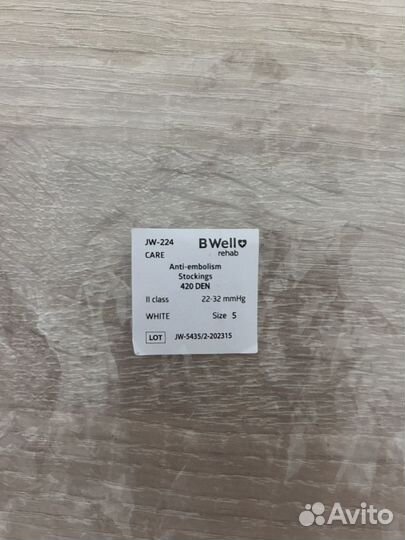 JW-224 B Well
CARE rehab
Anti-embolism
Stockings
420 DEN
II class 22-32 mmHg
WHITE Size 5
LOT JW-5435/2-202315
Avito